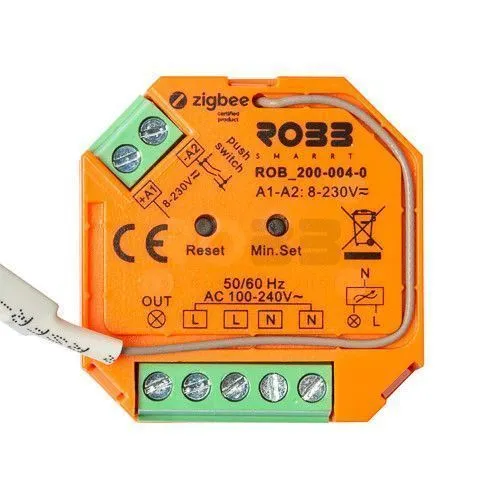 zigbee
certified
product
ROBB
SMARRT
ROB_200-004-0
A1-A2: 8-230V⎓
-A2
push
switch
+A1
8-230V≂
CE
Reset
Min.Set
50/60 Hz
AC 100-240V~
OUT
L
L
N
N
N
L